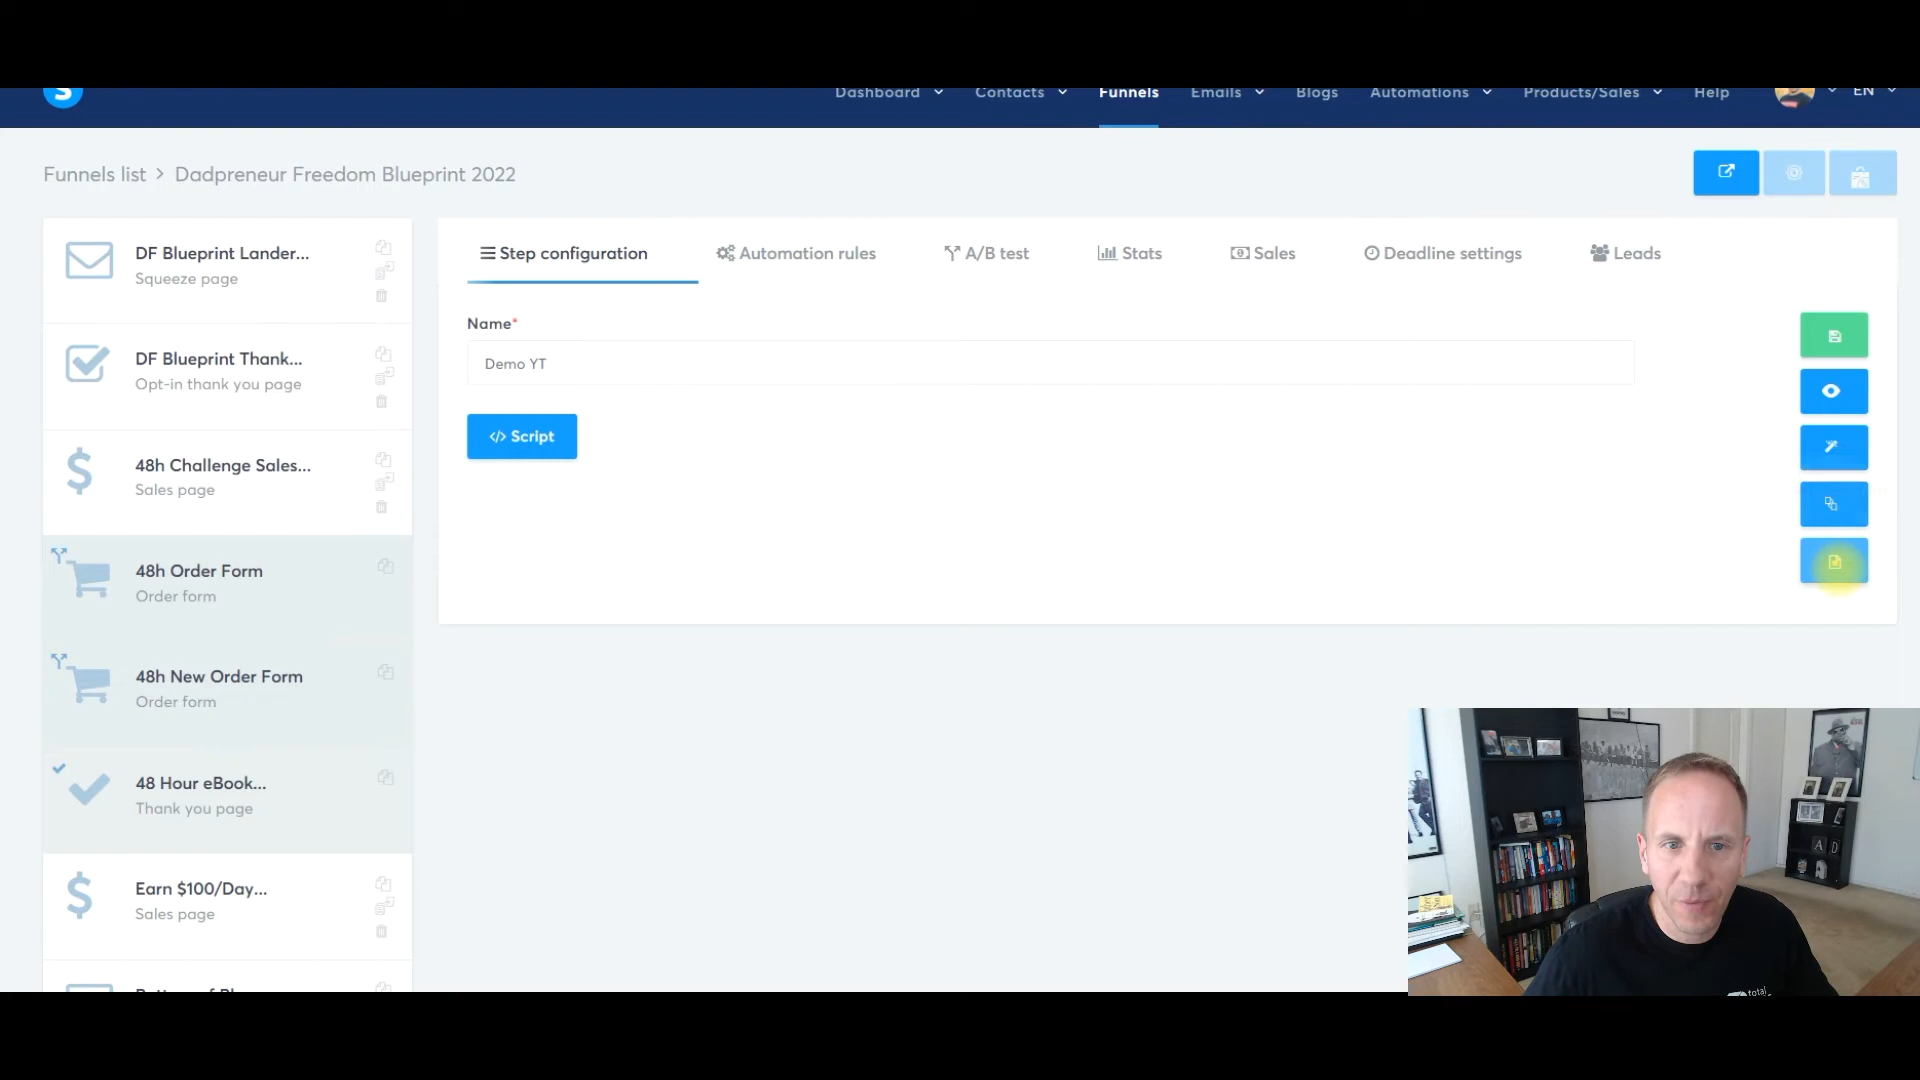 S
Dashboard Contacts Funnels Emails Blogs Automations Products/Sales Help EN
Funnels list > Dadpreneur Freedom Blueprint 2022
DF Blueprint Lander...
Squeeze page
DF Blueprint Thank...
Opt-in thank you page
48h Challenge Sales...
Sales page
48h Order Form
Order form
48h New Order Form
Order form
48 Hour eBook...
Thank you page
Earn $100/Day...
Sales page
Step configuration Automation rules A/B test Stats Sales Deadline settings Leads
Name*
Demo YT
</> Script
A D
total